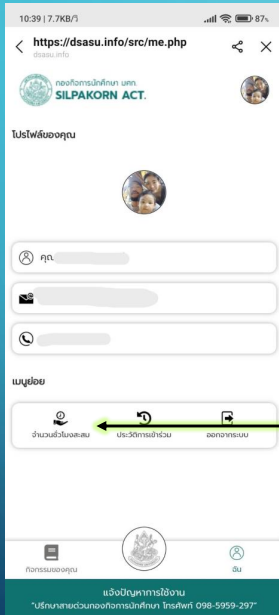 10:39 | 7.7KB/วิ
87
https://dsasu.info/src/me.php
dsasu.info
กองกิจการนักศึกษา มศก.
SILPAKORN ACT.
โปรไฟล์ของคุณ
คุณ
เมนูย่อย
จำนวนชั่วโมงสะสม
ประวัติการเข้าร่วม
ออกจากระบบ
กิจกรรมของคุณ
ฉัน
แจ้งปัญหาการใช้งาน
"ปรึกษาสายด่วนกองกิจการนักศึกษา โทรศัพท์ 098-5959-297"